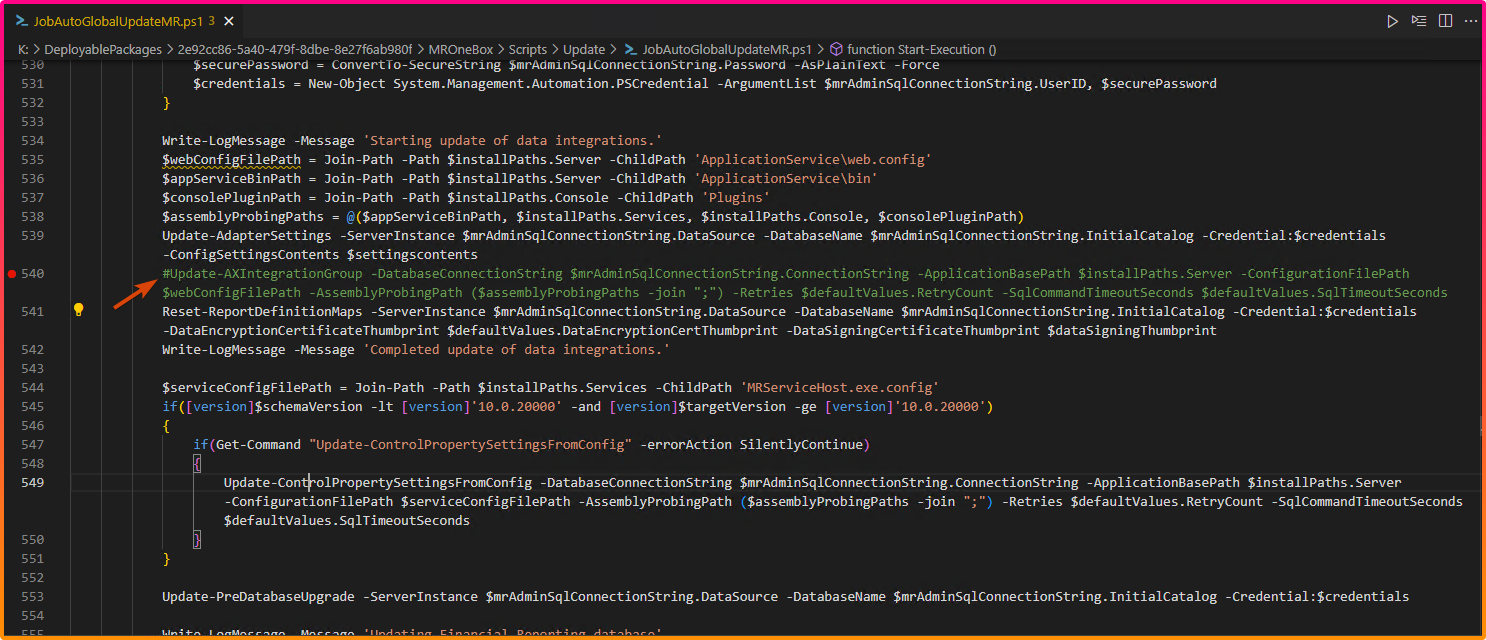 JobAutoGlobalUpdateMR.ps1 3
K: > DeployablePackages > 2e92cc86-5a40-479f-8dbe-8e27f6ab980f > MROneBox > Scripts > Update > JobAutoGlobalUpdateMR.ps1 > function Start-Execution ()
530 $securePassword = ConvertTo-SecureString $mrAdminSqlConnectionString.Password -AsPlainText -Force
531 $credentials = New-Object System.Management.Automation.PSCredential -ArgumentList $mrAdminSqlConnectionString.UserID, $securePassword
532 }
533
534 Write-LogMessage -Message 'Starting update of data integrations.'
535 $webConfigFilePath = Join-Path -Path $installPaths.Server -ChildPath 'ApplicationService\web.config'
536 $appServiceBinPath = Join-Path -Path $installPaths.Server -ChildPath 'ApplicationService\bin'
537 $consolePluginPath = Join-Path -Path $installPaths.Console -ChildPath 'Plugins'
538 $assemblyProbingPaths = @($appServiceBinPath, $installPaths.Services, $installPaths.Console, $consolePluginPath)
539 Update-AdapterSettings -ServerInstance $mrAdminSqlConnectionString.DataSource -DatabaseName $mrAdminSqlConnectionString.InitialCatalog -Credential:$credentials
-ConfigSettingsContents $settingscontents
540 #Update-AXIntegrationGroup -DatabaseConnectionString $mrAdminSqlConnectionString.ConnectionString -ApplicationBasePath $installPaths.Server -ConfigurationFilePath
$webConfigFilePath -AssemblyProbingPath ($assemblyProbingPaths -join ";") -Retries $defaultValues.RetryCount -SqlCommandTimeoutSeconds $defaultValues.SqlTimeoutSeconds
541 Reset-ReportDefinitionMaps -ServerInstance $mrAdminSqlConnectionString.DataSource -DatabaseName $mrAdminSqlConnectionString.InitialCatalog -Credential:$credentials
-DataEncryptionCertificateThumbprint $defaultValues.DataEncryptionCertThumbprint -DataSigningCertificateThumbprint $dataSigningThumbprint
542 Write-LogMessage -Message 'Completed update of data integrations.'
543
544 $serviceConfigFilePath = Join-Path -Path $installPaths.Services -ChildPath 'MRServiceHost.exe.config'
545 if([version]$schemaVersion -lt [version]'10.0.20000' -and [version]$targetVersion -ge [version]'10.0.20000')
546 {
547 if(Get-Command "Update-ControlPropertySettingsFromConfig" -errorAction SilentlyContinue)
548 {
549 Update-ControlPropertySettingsFromConfig -DatabaseConnectionString $mrAdminSqlConnectionString.ConnectionString -ApplicationBasePath $installPaths.Server
-ConfigurationFilePath $serviceConfigFilePath -AssemblyProbingPath ($assemblyProbingPaths -join ";") -Retries $defaultValues.RetryCount -SqlCommandTimeoutSeconds
$defaultValues.SqlTimeoutSeconds
550 }
551 }
552
553 Update-PreDatabaseUpgrade -ServerInstance $mrAdminSqlConnectionString.DataSource -DatabaseName $mrAdminSqlConnectionString.InitialCatalog -Credential:$credentials
554
555 Write-LogMessage -Message 'Updating Financial Reporting database'